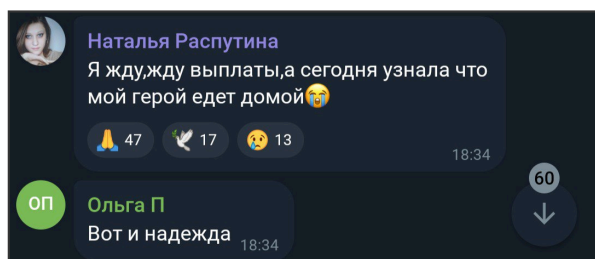 Наталья Распутина
Я жду,жду выплаты,а сегодня узнала что
мой герой едет домой😭
🙏 47 🕊 17 😢 13
18:34
ОП
Ольга П
Вот и надежда 18:34
60